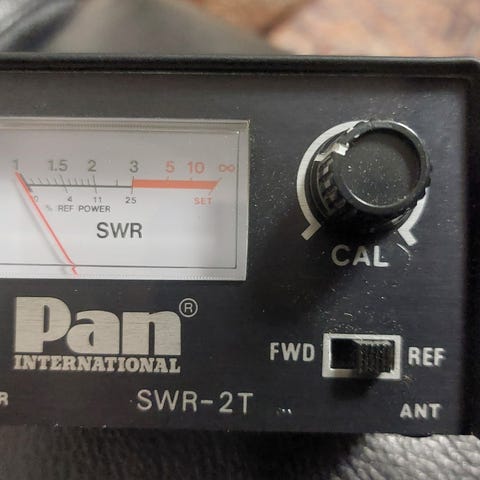 1 1.5 2 3 5 10 ∞
0 4 11 25 SET
% REF POWER
SWR
CAL
Pan®
INTERNATIONAL
FWD REF
R SWR-2T ANT